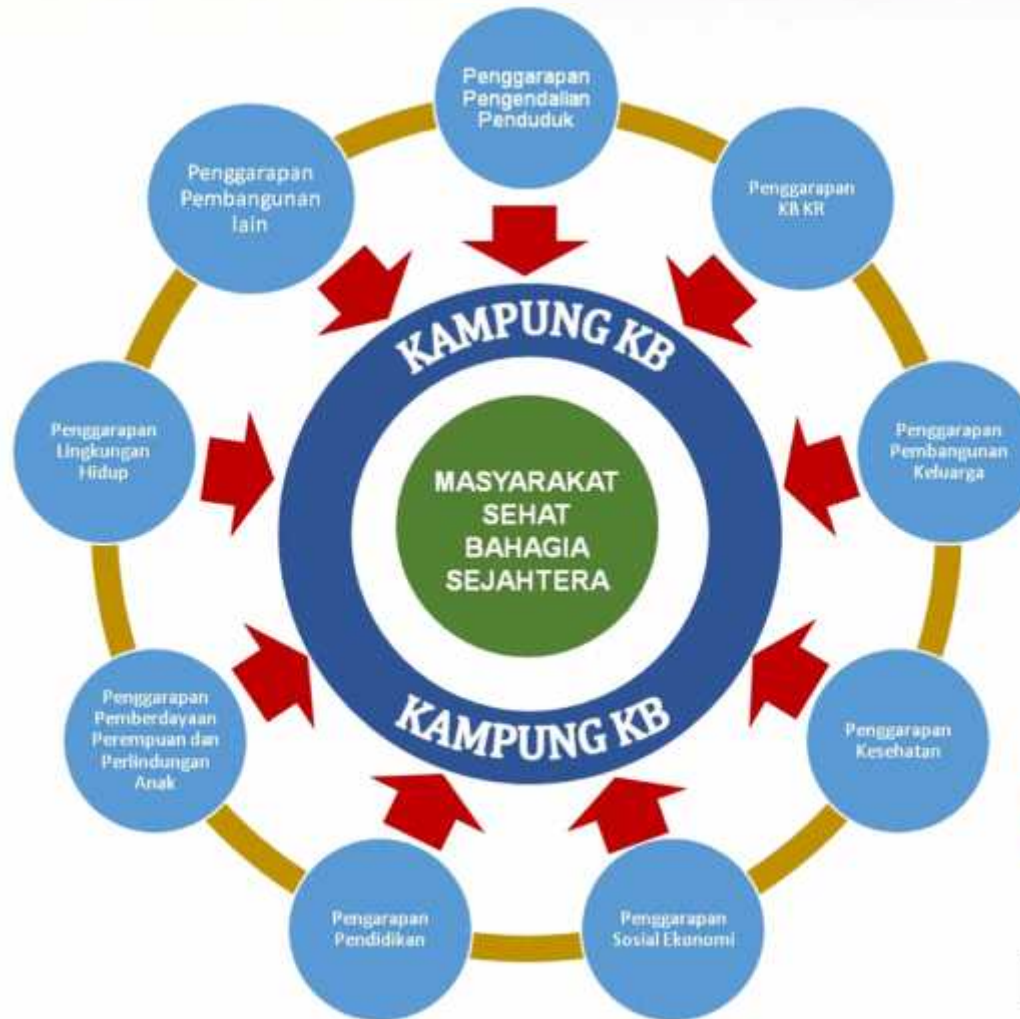 Penggarapan
Pengendalian
Penduduk
Penggarapan
KB KR
Penggarapan
Pembangunan
Keluarga
Penggarapan
Kesehatan
Penggarapan
Sosial Ekonomi
Pengarapan
Pendidikan
Penggarapan
Pemberdayaan
Perempuan dan
Perlindungan
Anak
Penggarapan
Lingkungan
Hidup
Penggarapan
Pembangunan
lain
KAMPUNG KB
MASYARAKAT
SEHAT
BAHAGIA
SEJAHTERA
KAMPUNG KB